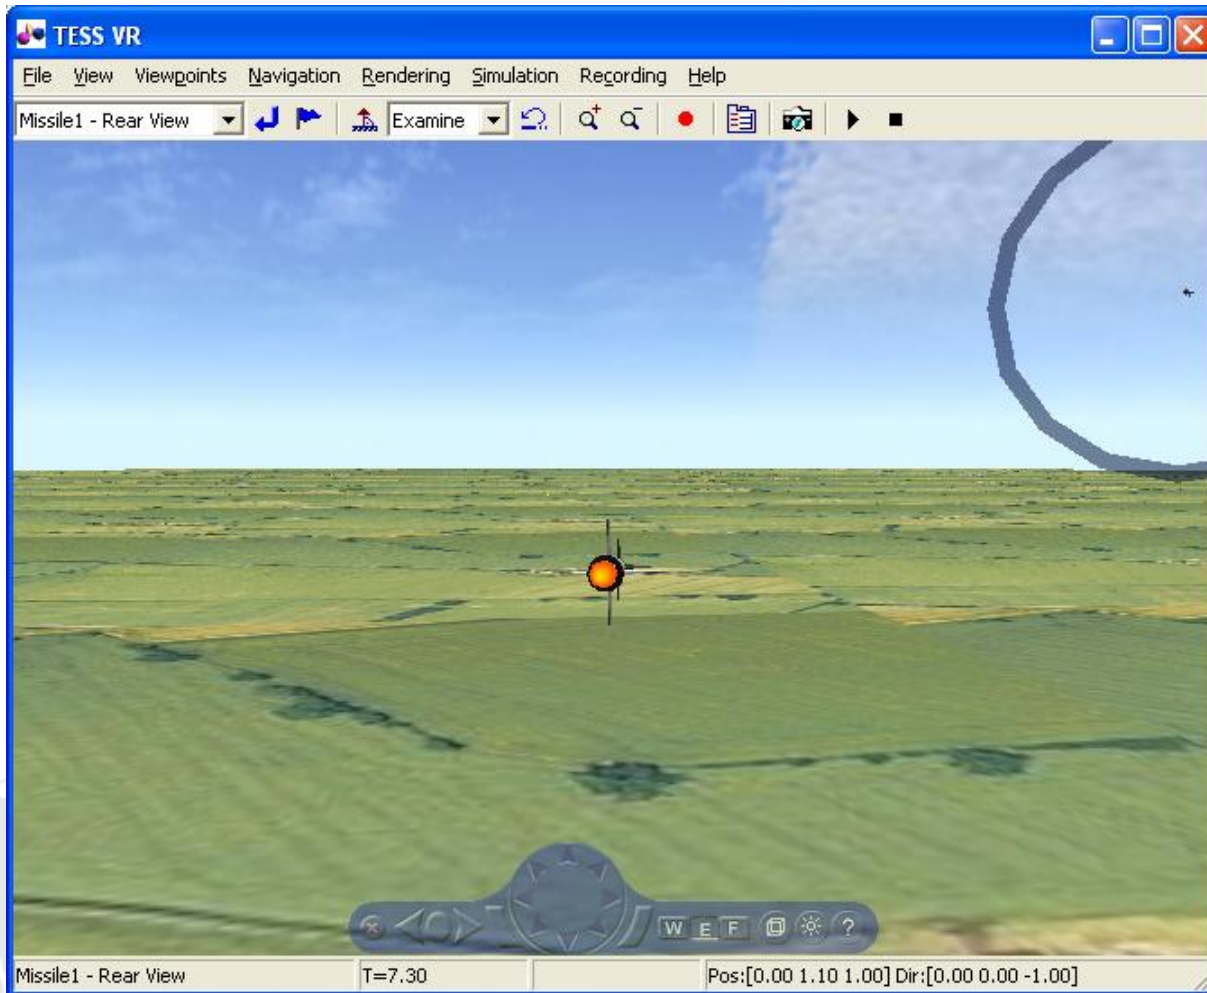 TESS VR
File View Viewpoints Navigation Rendering Simulation Recording Help
Missile1 - Rear View Examine
W E F ?
Missile1 - Rear View T=7.30 Pos:[0.00 1.10 1.00] Dir:[0.00 0.00 -1.00]